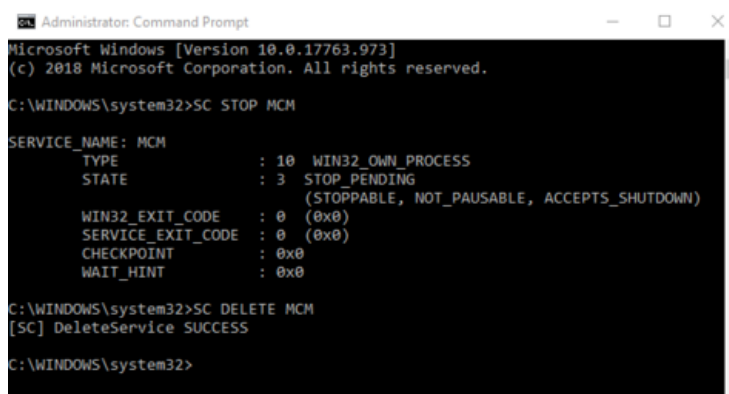 Administrator: Command Prompt
Microsoft Windows [Version 10.0.17763.973]
(c) 2018 Microsoft Corporation. All rights reserved.
C:\WINDOWS\system32>SC STOP MCM
SERVICE_NAME: MCM
TYPE : 10 WIN32_OWN_PROCESS
STATE : 3 STOP_PENDING
(STOPPABLE, NOT_PAUSABLE, ACCEPTS_SHUTDOWN)
WIN32_EXIT_CODE : 0 (0x0)
SERVICE_EXIT_CODE : 0 (0x0)
CHECKPOINT : 0x0
WAIT_HINT : 0x0
C:\WINDOWS\system32>SC DELETE MCM
[SC] DeleteService SUCCESS
C:\WINDOWS\system32>